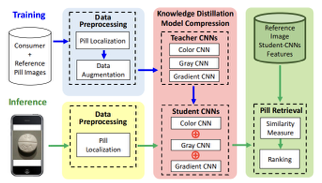 Training
Consumer
+
Reference
Pill Images
Data
Preprocessing
Pill Localization
Data
Augmentation
Knowledge Distillation
Model Compression
Teacher CNNs
Color CNN
Gray CNN
Gradient CNN
Reference
Image
Student-CNNs
Features
Inference
Data
Preprocessing
Pill
Localization
Student CNNs
Color CNN
Gray CNN
Gradient CNN
Pill Retrieval
Similarity
Measure
Ranking